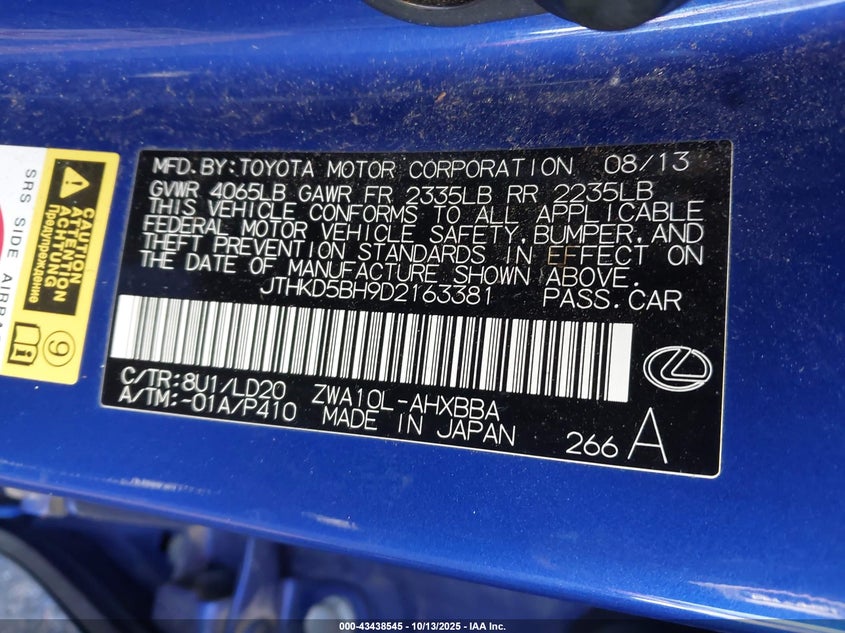 MFD.BY:TOYOTA MOTOR CORPORATION 08/13
GVWR 4065LB GAWR FR 2335LB RR 2235LB
THIS VEHICLE CONFORMS TO ALL APPLICABLE
FEDERAL MOTOR VEHICLE SAFETY,BUMPER,AND
THEFT PREVENTION STANDARDS IN EFFECT ON
THE DATE OF MANUFACTURE SHOWN ABOVE.
JTHKD5BH9D2163381 PASS.CAR
C/TR:8U1/LD20 ZWA10L-AHXBBA
A/TM:-01A/P410 MADE IN JAPAN
266 A
SRS SIDE
CAUTION
ATTENTION
ACHTUNG
Предупреждение
9
000-43438545 - 10/13/2025 - IAA Inc.